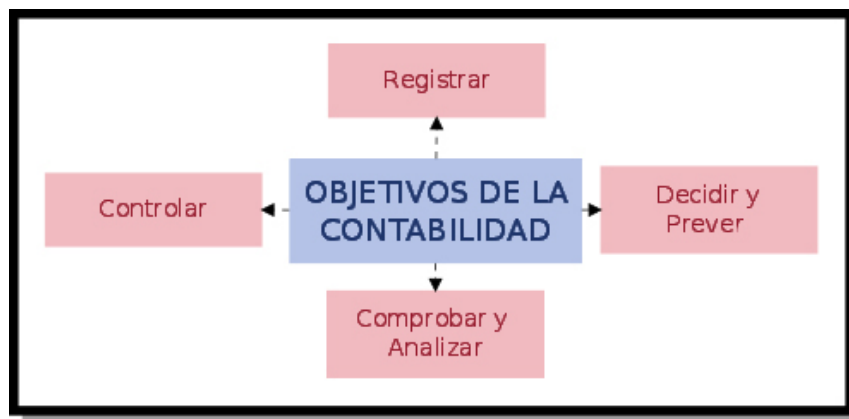 Registrar
Controlar
OBJETIVOS DE LA
CONTABILIDAD
Decidir y
Prever
Comprobar y
Analizar